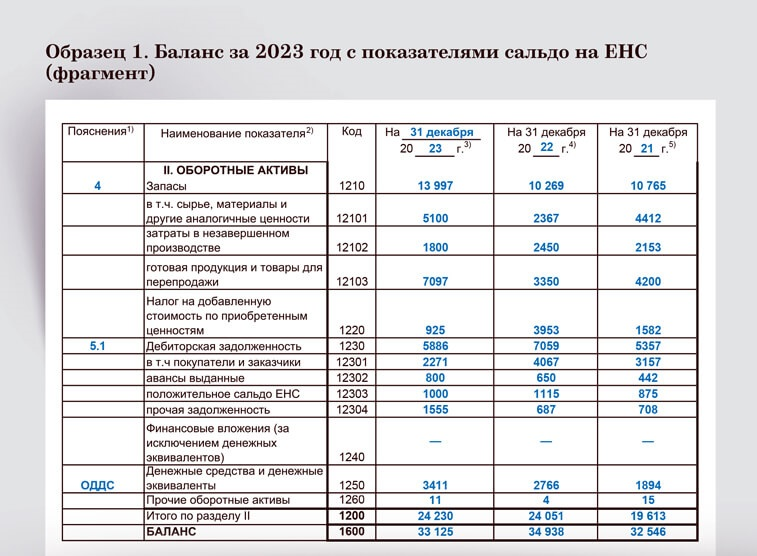 Образец 1. Баланс за 2023 год с показателями сальдо на ЕНС
(фрагмент)
Пояснения1) Наименование показателя2) Код На 31 декабря 20 23 г.3) На 31 декабря 20 22 г.4) На 31 декабря 20 21 г.5)
II. ОБОРОТНЫЕ АКТИВЫ
4 Запасы 1210 13 997 10 269 10 765
в т.ч. сырье, материалы и
другие аналогичные ценности 12101 5100 2367 4412
затраты в незавершенном
производстве 12102 1800 2450 2153
готовая продукция и товары для
перепродажи 12103 7097 3350 4200
Налог на добавленную
стоимость по приобретенным
ценностям 1220 925 3953 1582
5.1 Дебиторская задолженность 1230 5886 7059 5357
в т.ч покупатели и заказчики 12301 2271 4067 3157
авансы выданные 12302 800 650 442
положительное сальдо ЕНС 12303 1000 1115 875
прочая задолженность 12304 1555 687 708
Финансовые вложения (за
исключением денежных
эквивалентов) 1240 — — —
Денежные средства и денежные
ОДДС эквиваленты 1250 3411 2766 1894
Прочие оборотные активы 1260 11 4 15
Итого по разделу II 1200 24 230 24 051 19 613
БАЛАНС 1600 33 125 34 938 32 546